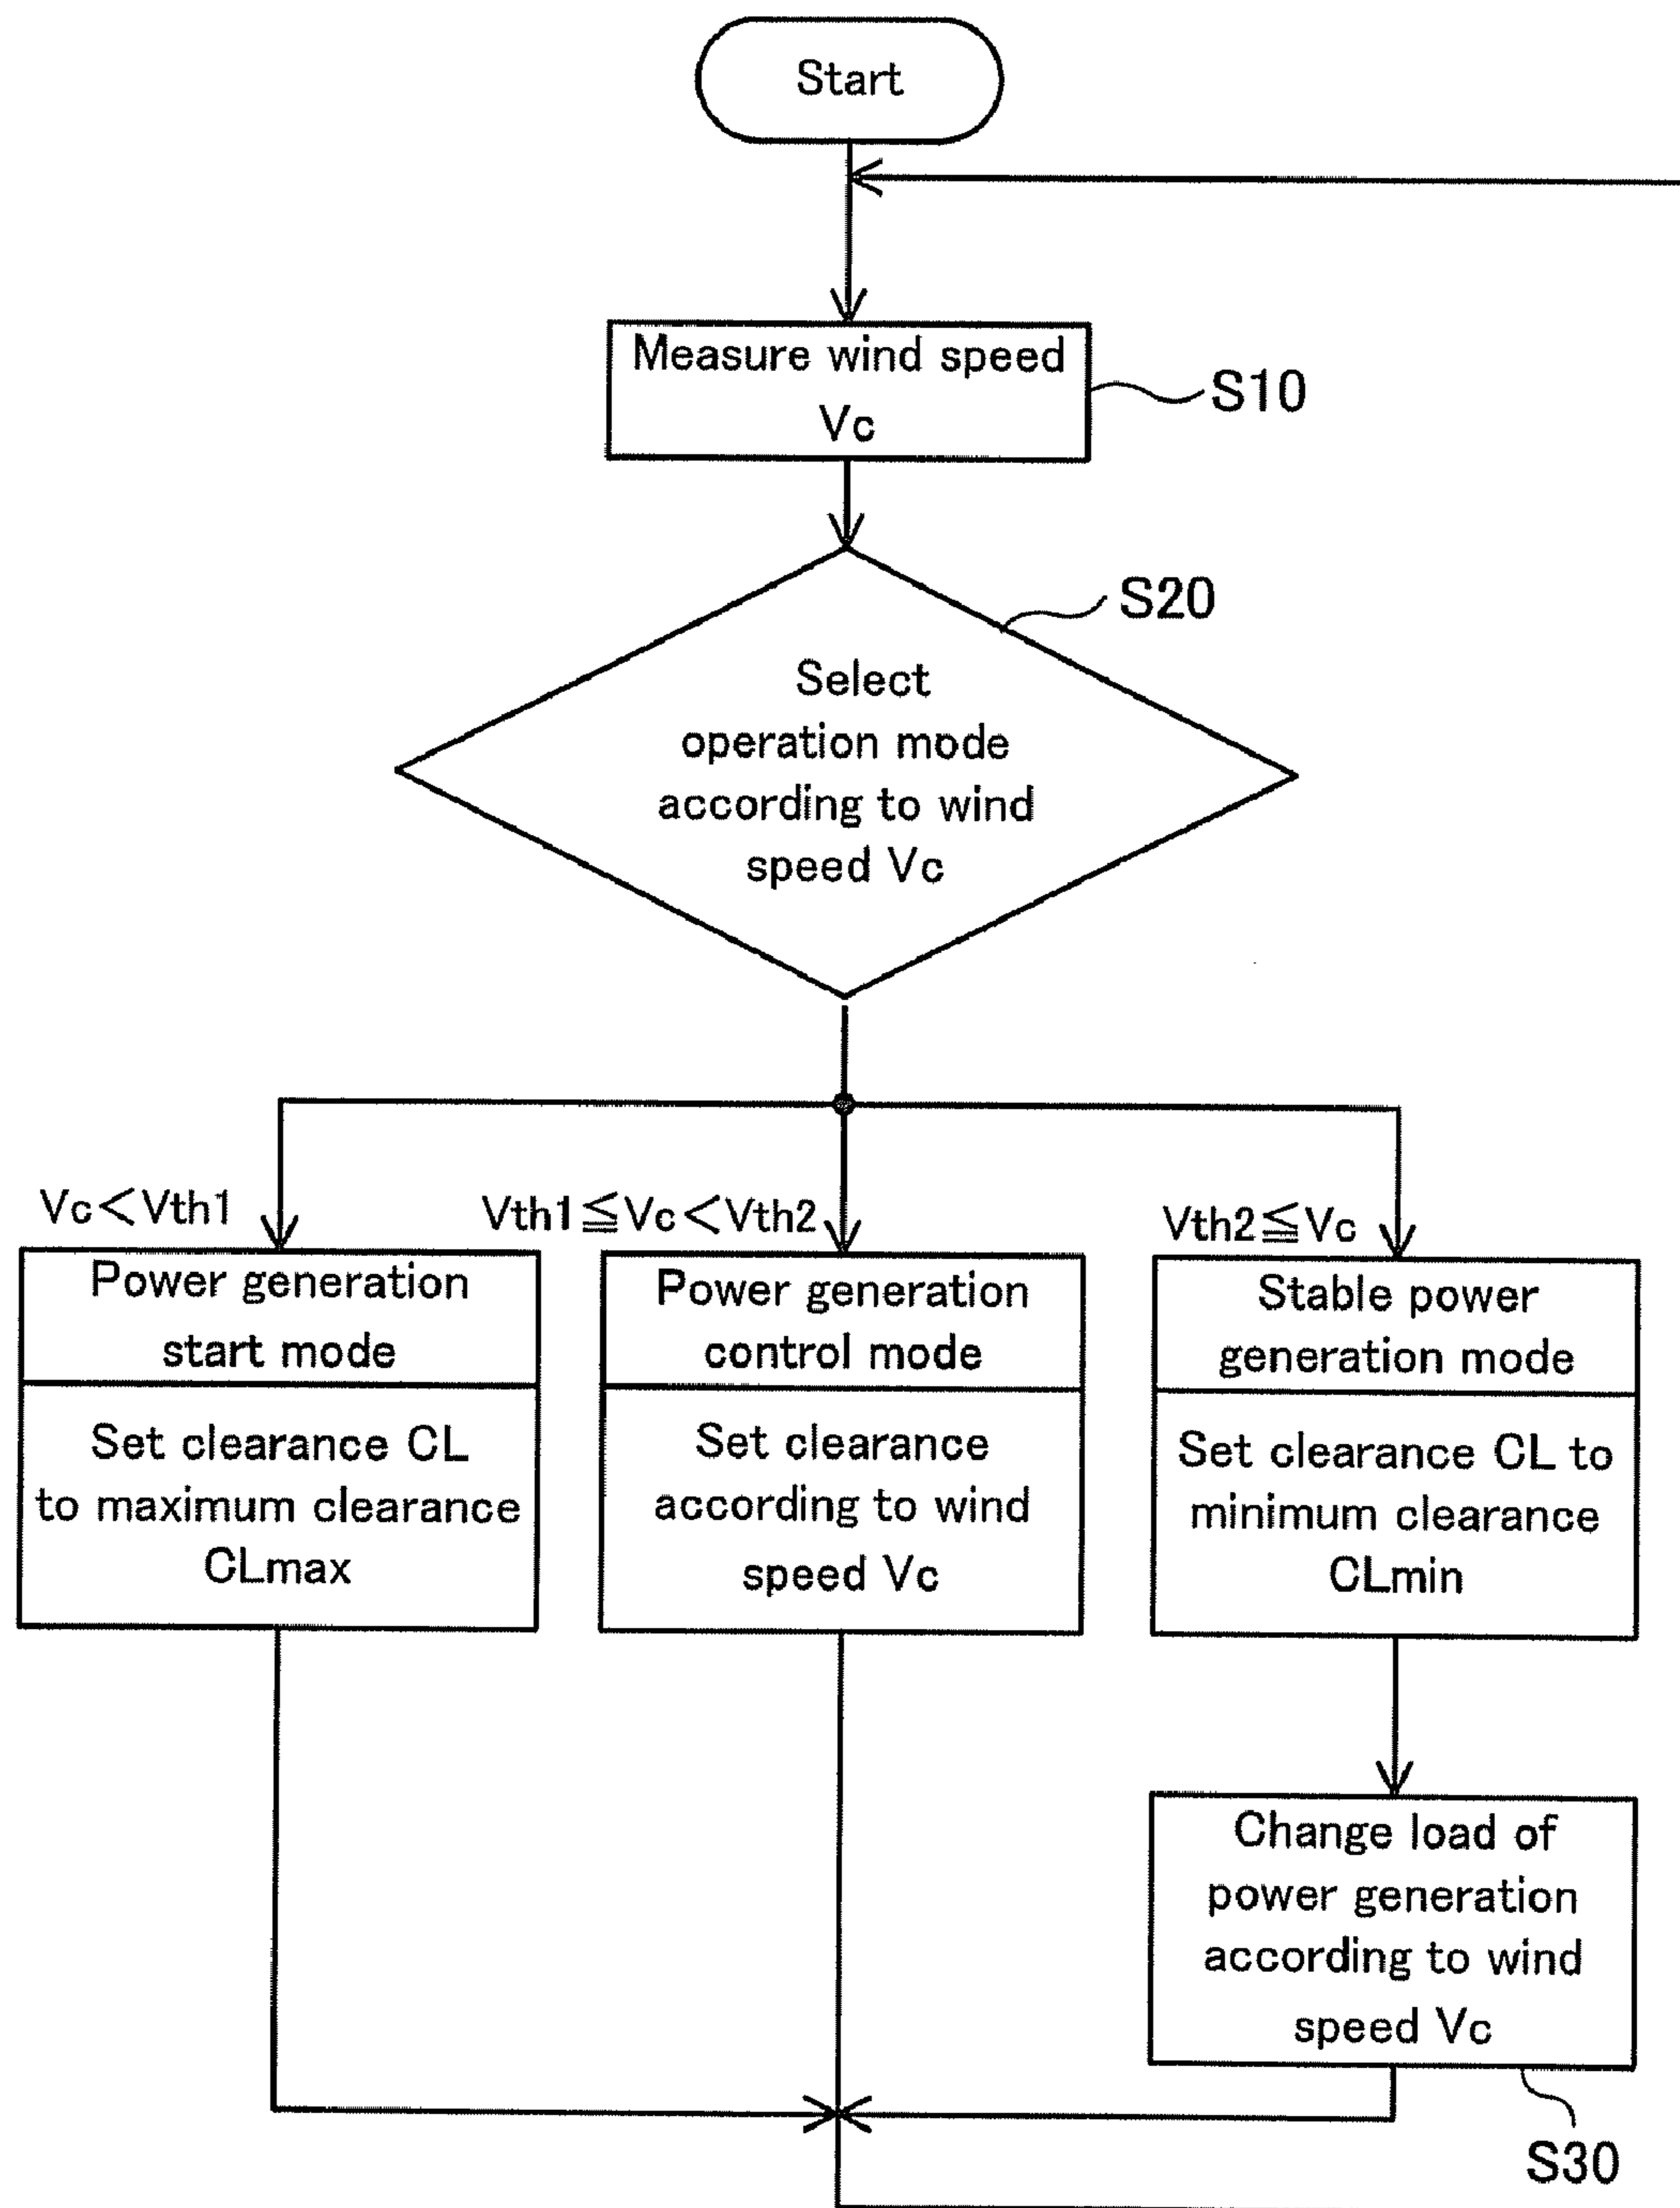 Start
Measure wind speed
Vc
S10
S20
Select
operation mode
according to wind
speed Vc
Vc<Vth1
Vth1≦Vc<Vth2
Vth2≦Vc
Power generation
start mode
Set clearance CL
to maximum clearance
CLmax
Power generation
control mode
Set clearance
according to wind
speed Vc
Stable power
generation mode
Set clearance CL to
minimum clearance
CLmin
Change load of
power generation
according to wind
speed Vc
S30